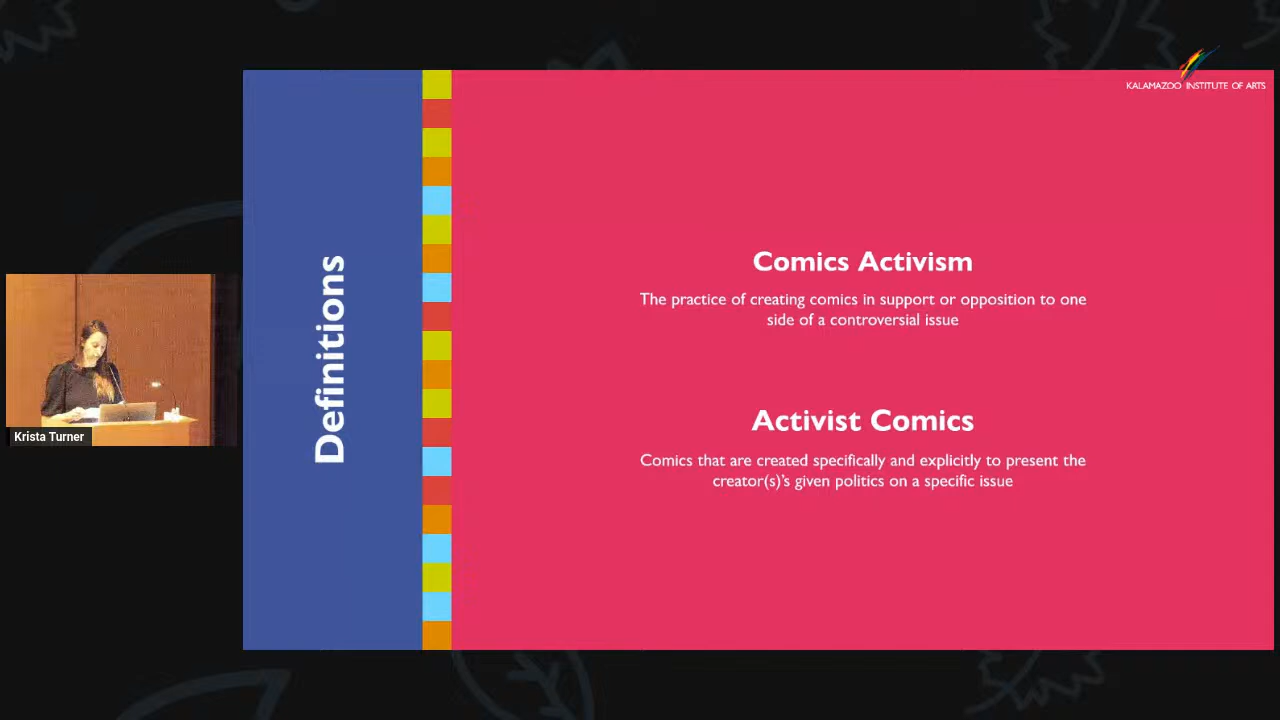 KALAMAZOO INSTITUTE OF ARTS
Definitions
Comics Activism
The practice of creating comics in support or opposition to one
side of a controversial issue
Activist Comics
Comics that are created specifically and explicitly to present the
creator(s)'s given politics on a specific issue
Krista Turner